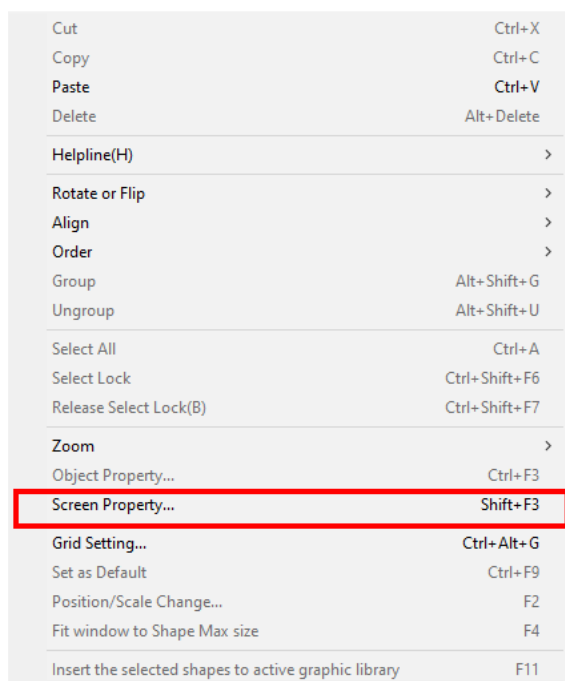 Cut Ctrl+X
Copy Ctrl+C
Paste Ctrl+V
Delete Alt+Delete
Helpline(H)
Rotate or Flip
Align
Order
Group Alt+Shift+G
Ungroup Alt+Shift+U
Select All Ctrl+A
Select Lock Ctrl+Shift+F6
Release Select Lock(B) Ctrl+Shift+F7
Zoom
Object Property... Ctrl+F3
Screen Property... Shift+F3
Grid Setting... Ctrl+Alt+G
Set as Default Ctrl+F9
Position/Scale Change... F2
Fit window to Shape Max size F4
Insert the selected shapes to active graphic library F11